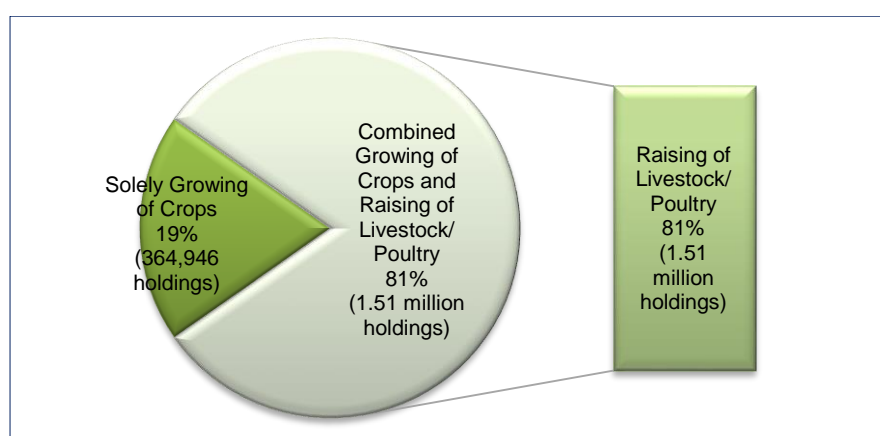 Solely Growing
of Crops
19%
(364,946
holdings)
Combined
Growing of
Crops and
Raising of
Livestock/
Poultry
81%
(1.51 million
holdings)
Raising of
Livestock/
Poultry
81%
(1.51
million
holdings)